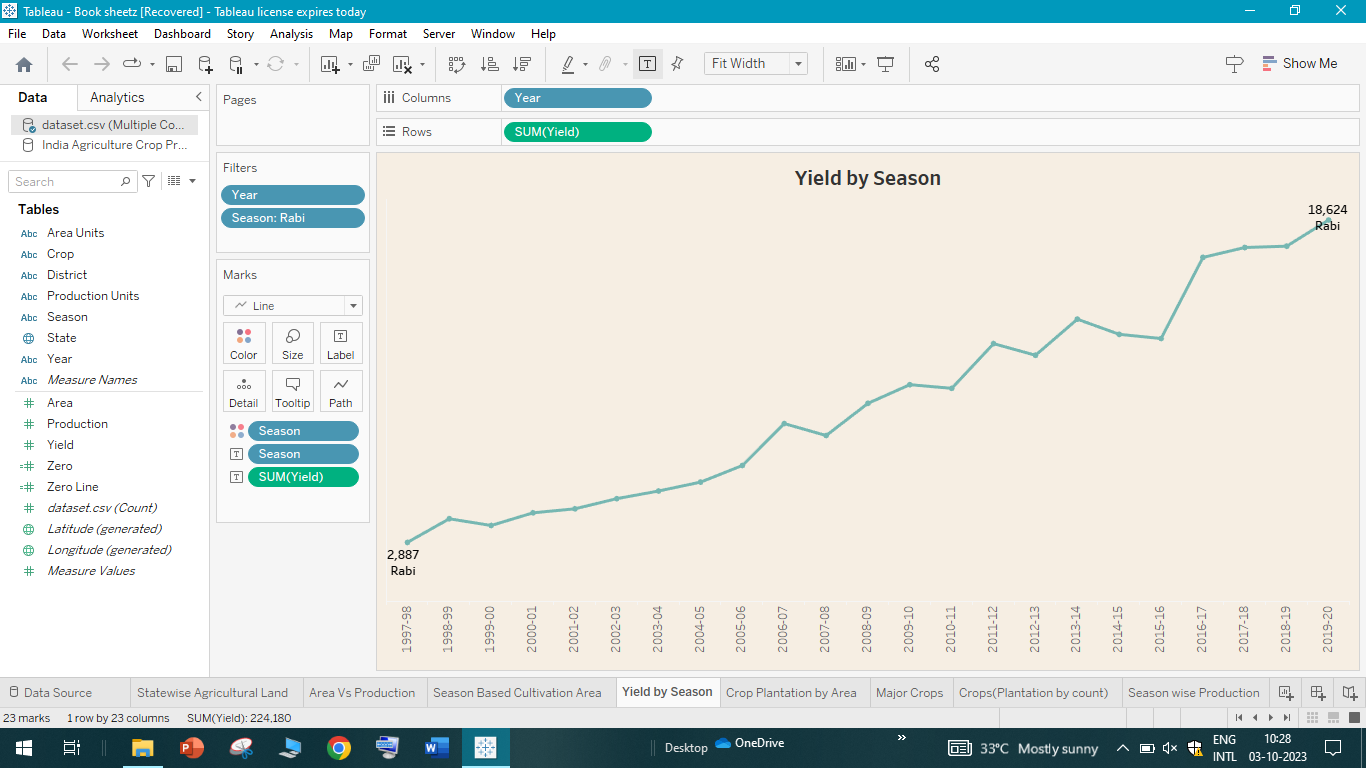 Tableau - Book sheetz [Recovered] - Tableau license expires today
File Data Worksheet Dashboard Story Analysis Map Format Server Window Help
Fit Width
Show Me
Data Analytics
dataset.csv (Multiple Co...
India Agriculture Crop Pr...
Search
Tables
Abc Area Units
Abc Crop
Abc District
Abc Production Units
Abc Season
State
Abc Year
Abc Measure Names
Area
Production
Yield
Zero
Zero Line
dataset.csv (Count)
Latitude (generated)
Longitude (generated)
Measure Values
Pages
Filters
Year
Season: Rabi
Marks
Line
Color Size Label
Detail Tooltip Path
Season
Season
SUM(Yield)
Columns Year
Rows SUM(Yield)
Yield by Season
18,624
Rabi
2,887
Rabi
1997-98
1998-99
1999-00
2000-01
2001-02
2002-03
2003-04
2004-05
2005-06
2006-07
2007-08
2008-09
2009-10
2010-11
2011-12
2012-13
2013-14
2014-15
2015-16
2016-17
2017-18
2018-19
2019-20
Data Source Statewise Agricultural Land Area Vs Production Season Based Cultivation Area Yield by Season Crop Plantation by Area Major Crops Crops(Plantation by count) Season wise Production
23 marks 1 row by 23 columns SUM(Yield): 224,180
Desktop OneDrive » 33°C Mostly sunny
ENG
INTL
10:28
03-10-2023